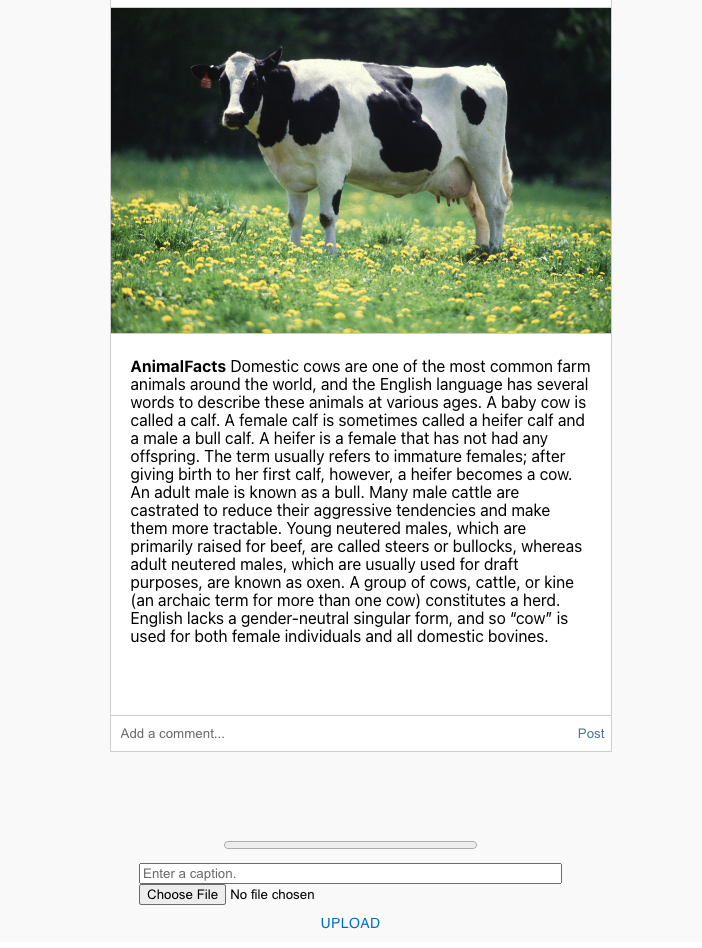 AnimalFacts Domestic cows are one of the most common farm
animals around the world, and the English language has several
words to describe these animals at various ages. A baby cow is
called a calf. A female calf is sometimes called a heifer calf and
a male a bull calf. A heifer is a female that has not had any
offspring. The term usually refers to immature females; after
giving birth to her first calf, however, a heifer becomes a cow.
An adult male is known as a bull. Many male cattle are
castrated to reduce their aggressive tendencies and make
them more tractable. Young neutered males, which are
primarily raised for beef, are called steers or bullocks, whereas
adult neutered males, which are usually used for draft
purposes, are known as oxen. A group of cows, cattle, or kine
(an archaic term for more than one cow) constitutes a herd.
English lacks a gender-neutral singular form, and so “cow” is
used for both female individuals and all domestic bovines.
Add a comment... Post
Enter a caption.
Choose File No file chosen
UPLOAD